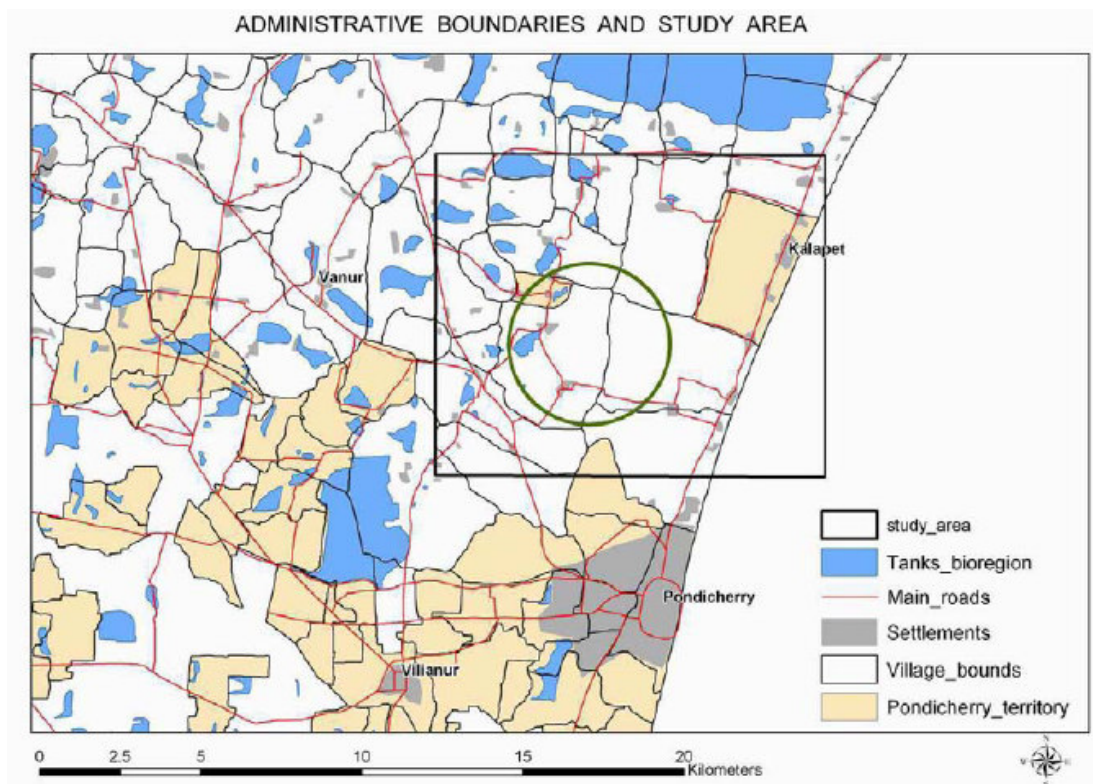 ADMINISTRATIVE BOUNDARIES AND STUDY AREA
Kalapet
Vanur
study_area
Tanks_bioregion
Main_roads
Pondicherry
Settlements
Village_bounds
Villanur
Pondicherry_territory
0 2.5 5 10 15 20
Kilometers